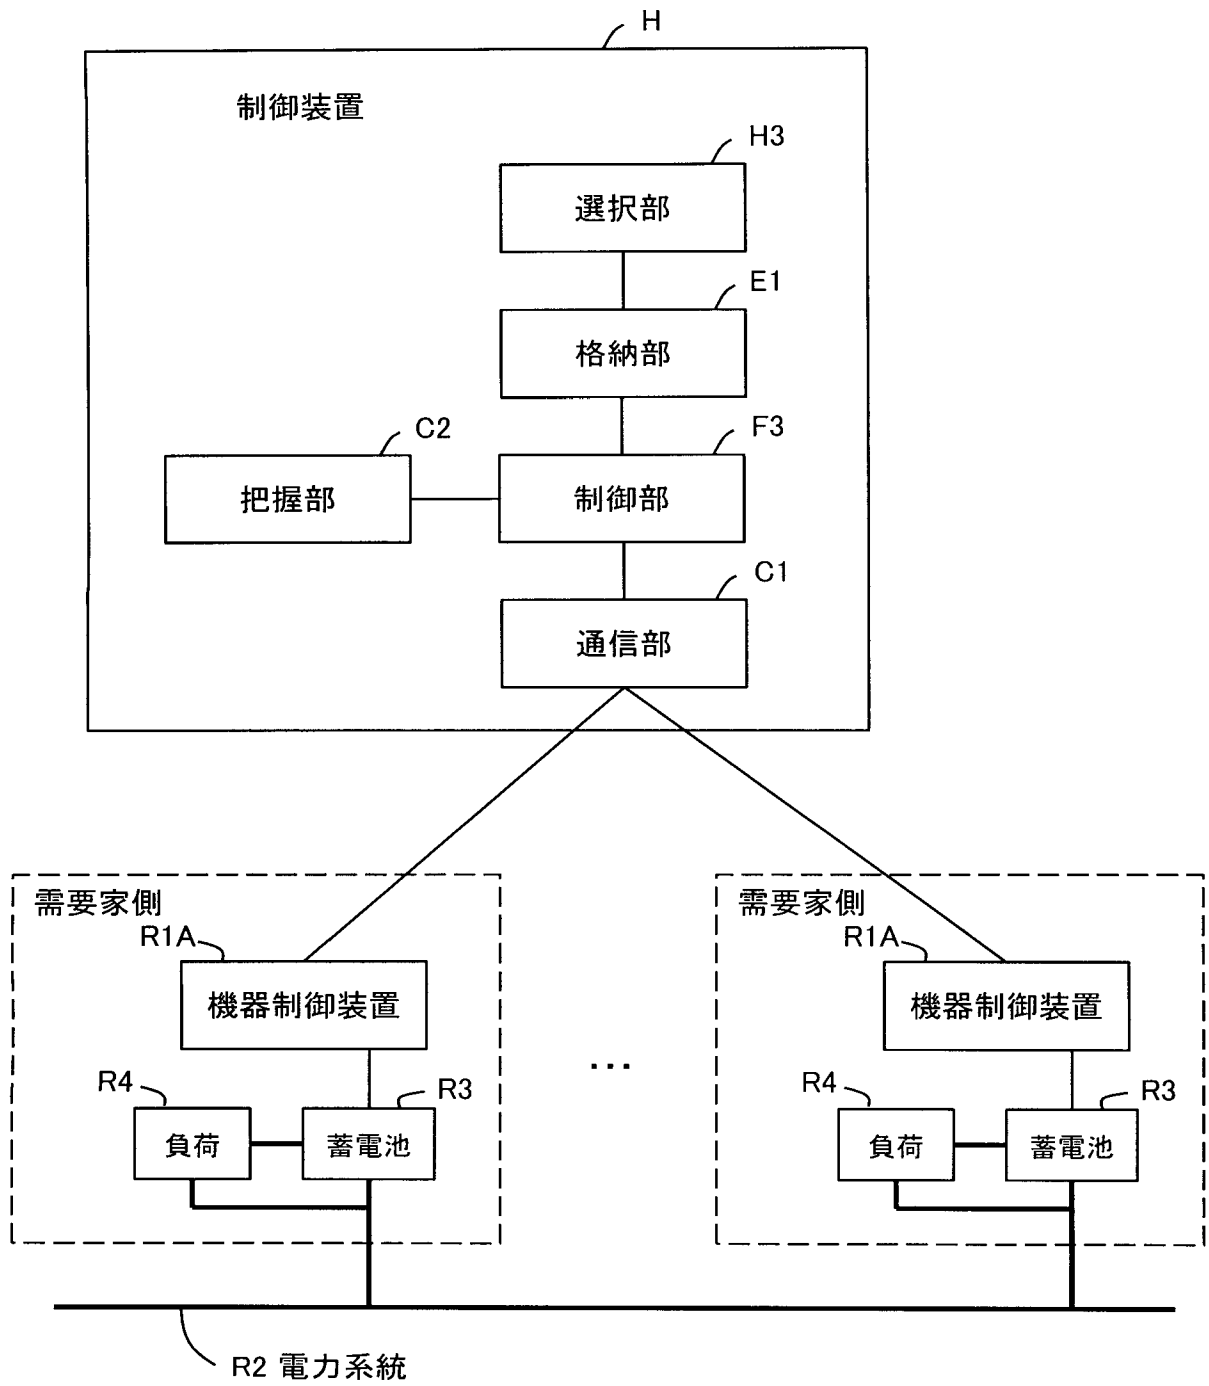 H
制御装置
H3
選択部
E1
格納部
C2
F3
把握部
制御部
C1
通信部
需要家側
需要家側
R1A
R1A
機器制御装置
機器制御装置
...
R4
R3
R4
R3
負荷
蓄電池
負荷
蓄電池
R2 電力系統